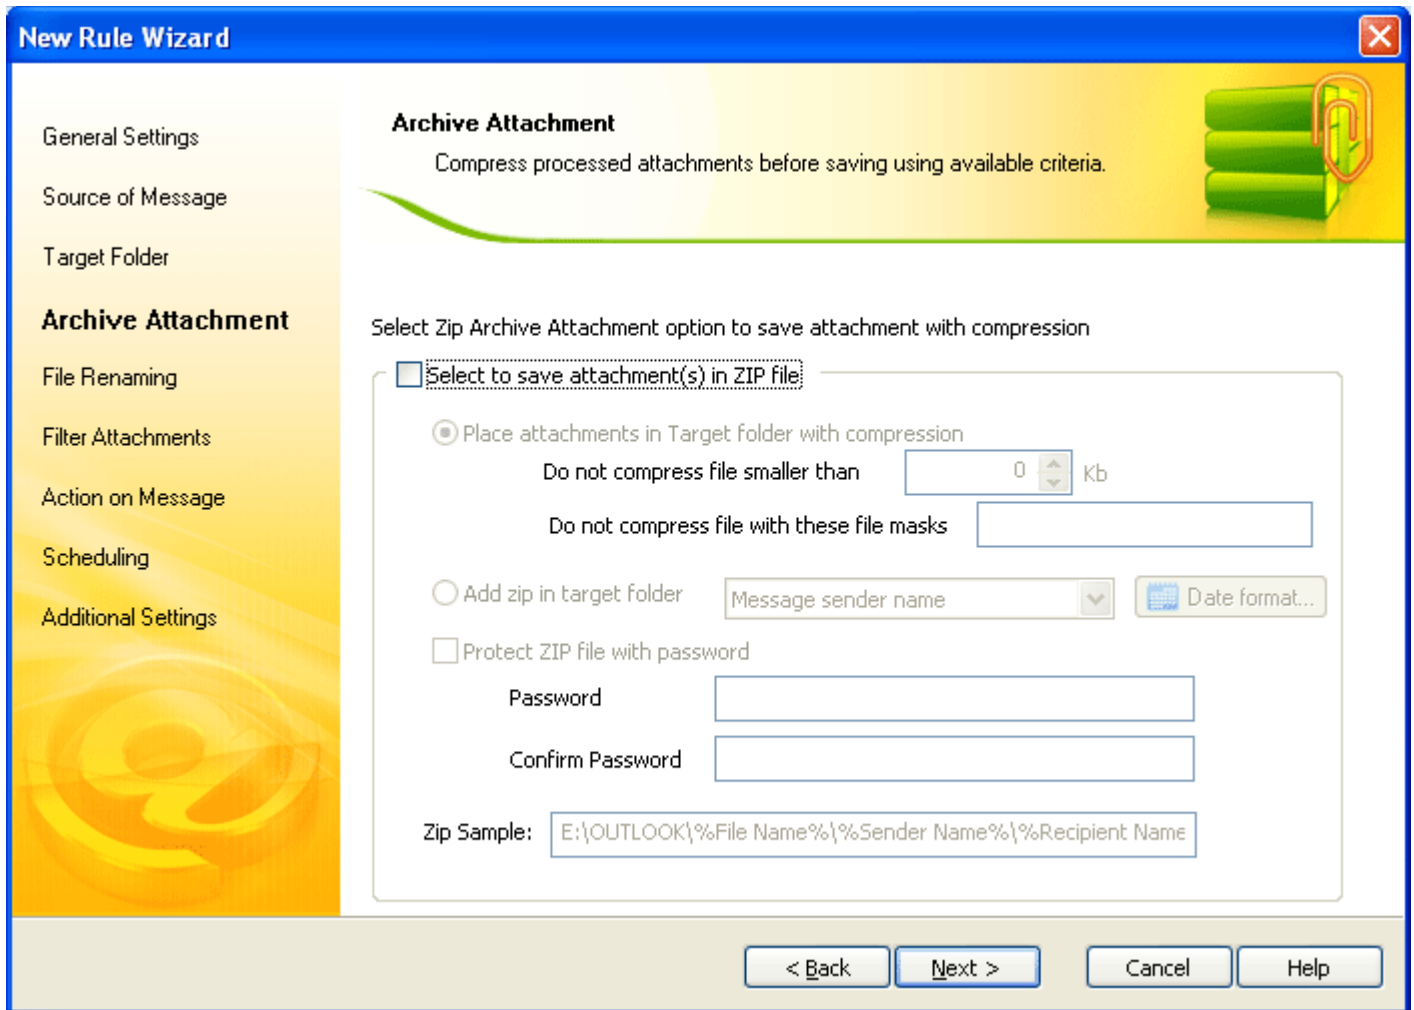 New Rule Wizard
General Settings
Source of Message
Target Folder
Archive Attachment
File Renaming
Filter Attachments
Action on Message
Scheduling
Additional Settings
Archive Attachment
Compress processed attachments before saving using available criteria.
Select Zip Archive Attachment option to save attachment with compression
Select to save attachment(s) in ZIP file
Place attachments in Target folder with compression
Do not compress file smaller than 0 Kb
Do not compress file with these file masks
Add zip in target folder Message sender name Date format...
Protect ZIP file with password
Password
Confirm Password
Zip Sample: E:\OUTLOOK\%File Name%\%Sender Name%\%Recipient Name
< Back Next > Cancel Help